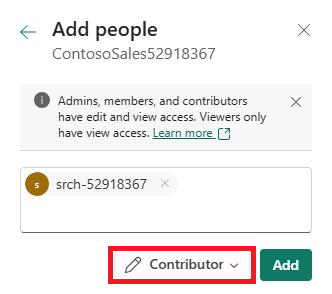 Add people
ContosoSales52918367
Admins, members, and contributors
have edit and view access. Viewers only
have view access. Learn more
s
srch-52918367
Contributor
Add